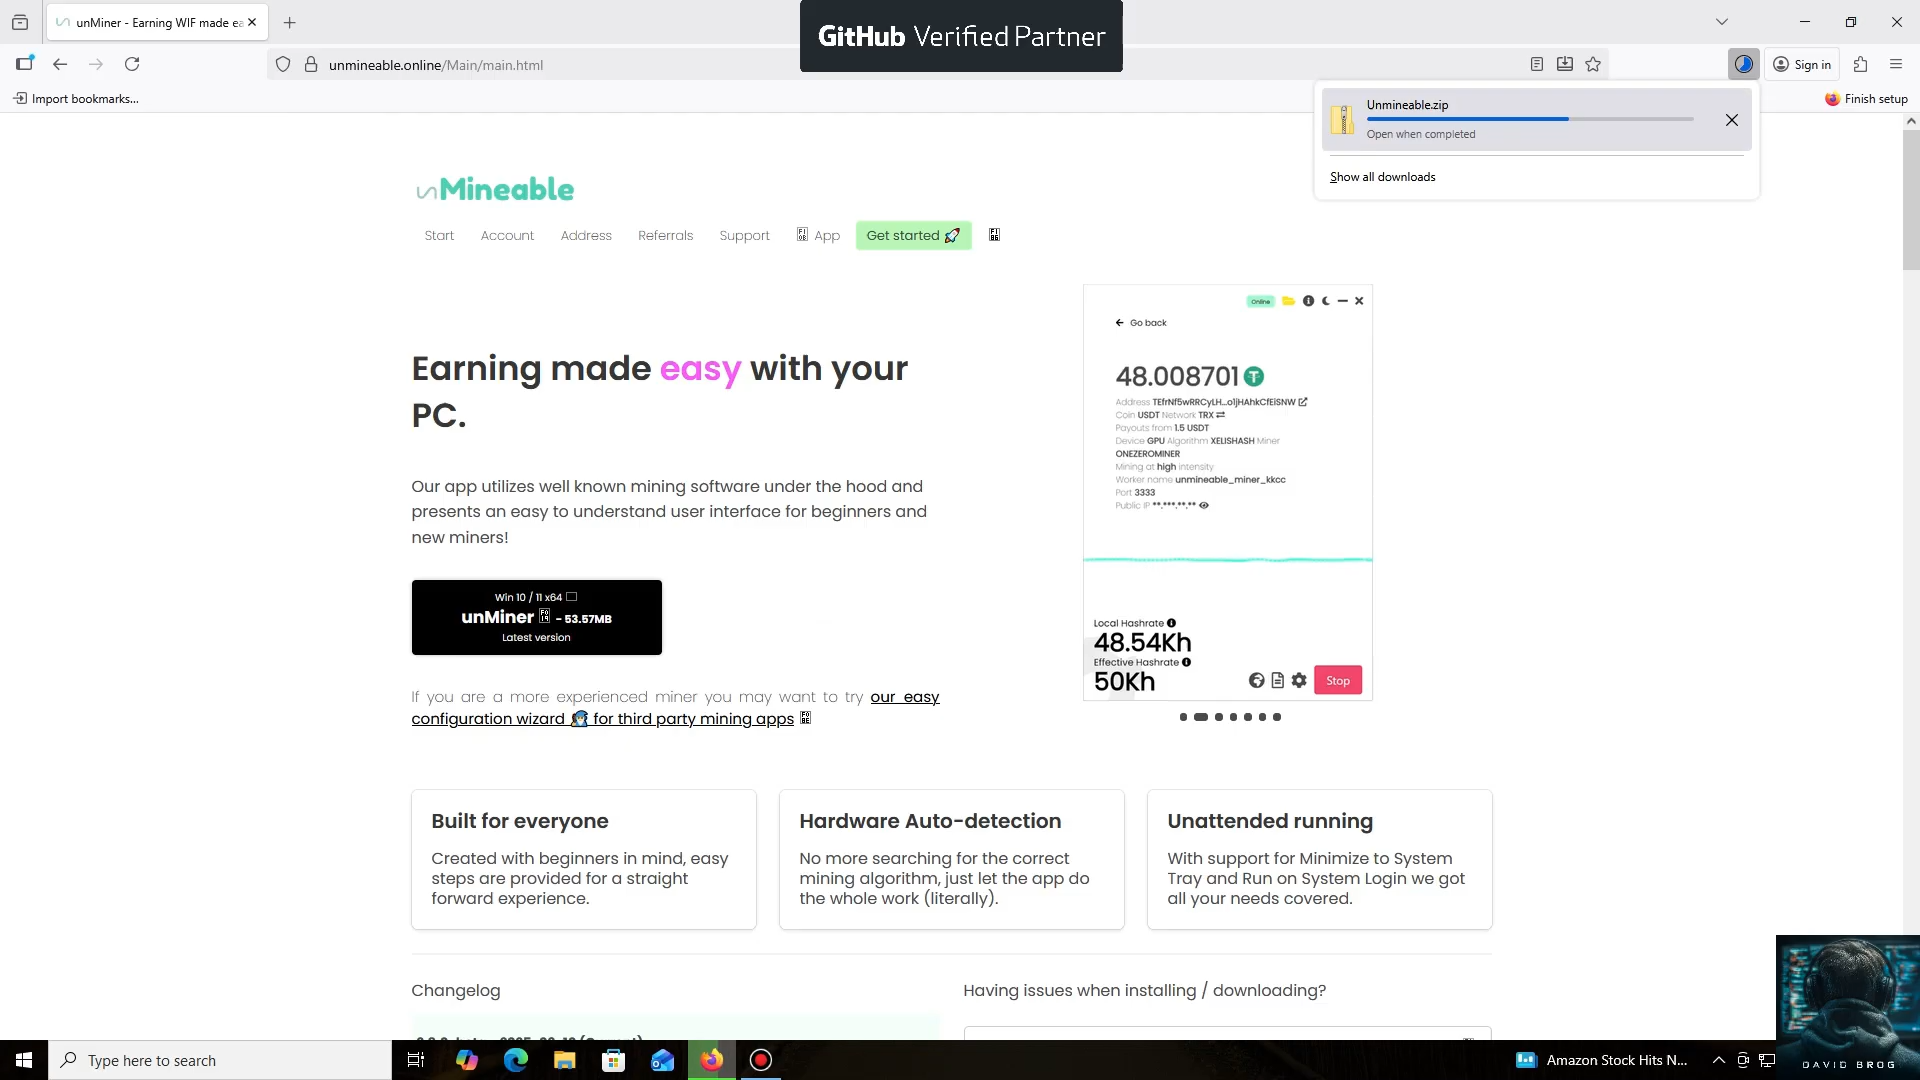 unMiner - Earning WIF made ea
GitHub Verified Partner
unmineable.online/Main/main.html
Sign in
Import bookmarks...
Finish setup
Unmineable.zip
Open when completed
Show all downloads
unMineable
Start
Account
Address
Referrals
Support
App
Get started 🚀
Earning made easy with your
PC.
Our app utilizes well known mining software under the hood and
presents an easy to understand user interface for beginners and
new miners!
Win 10 / 11 x64
unMiner - 53.57MB
Latest version
If you are a more experienced miner you may want to try our easy
configuration wizard for third party mining apps
Online
Go back
48.008701
Address TEfrNf5wRRCyLH...o1jHAhkCfEiSNW
Coin USDT Network TRX
Payouts from 1.5 USDT
Device GPU Algorithm XELISHASH Miner
ONEZEROMINER
Mining at high intensity
Worker name unmineable_miner_kkcc
Port 3333
Public IP **.***.**.**
Local Hashrate
48.54Kh
Effective Hashrate
50Kh
Stop
Built for everyone
Created with beginners in mind, easy
steps are provided for a straight
forward experience.
Hardware Auto-detection
No more searching for the correct
mining algorithm, just let the app do
the whole work (literally).
Unattended running
With support for Minimize to System
Tray and Run on System Login we got
all your needs covered.
Changelog
Having issues when installing / downloading?
Type here to search
Amazon Stock Hits N...
DAVID BROG